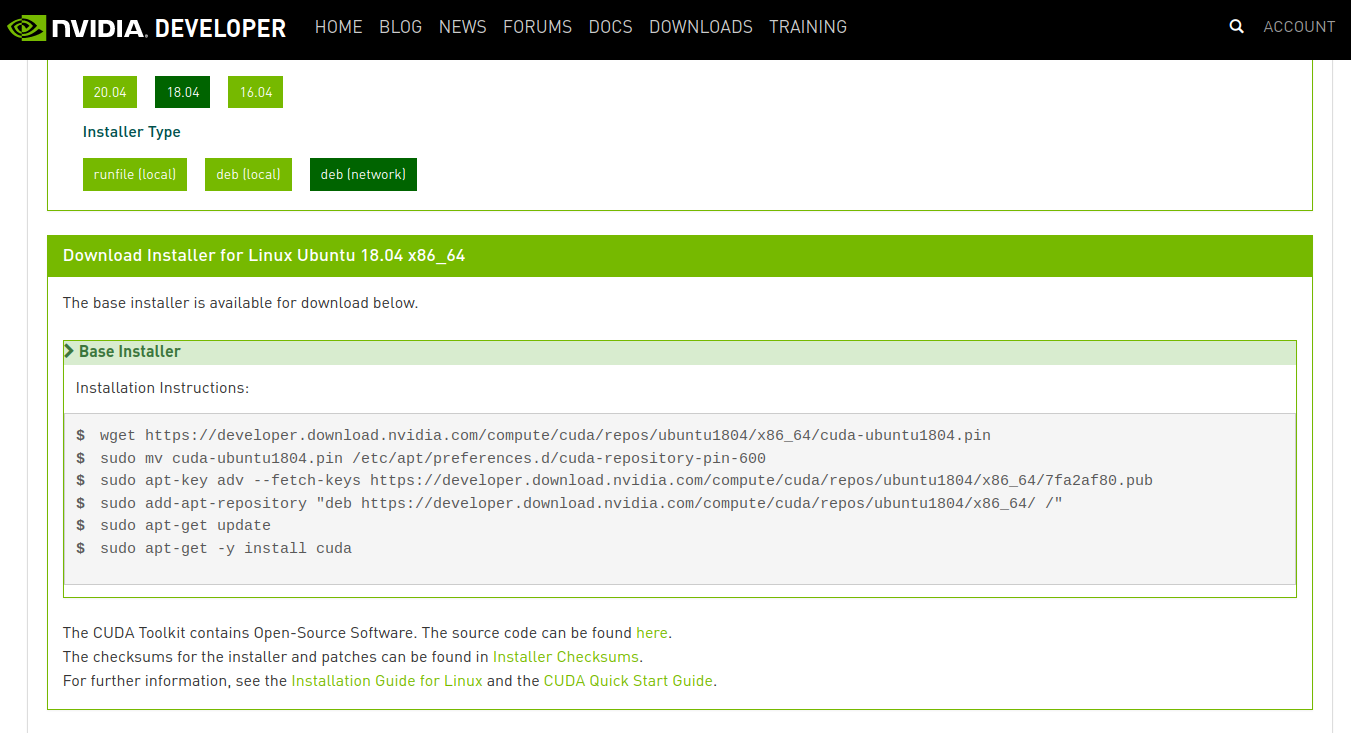 NVIDIA. DEVELOPER HOME BLOG NEWS FORUMS DOCS DOWNLOADS TRAINING ACCOUNT
20.04 18.04 16.04
Installer Type
runfile (local) deb (local) deb (network)
Download Installer for Linux Ubuntu 18.04 x86_64
The base installer is available for download below.
Base Installer
Installation Instructions:
$ wget https://developer.download.nvidia.com/compute/cuda/repos/ubuntu1804/x86_64/cuda-ubuntu1804.pin
$ sudo mv cuda-ubuntu1804.pin /etc/apt/preferences.d/cuda-repository-pin-600
$ sudo apt-key adv --fetch-keys https://developer.download.nvidia.com/compute/cuda/repos/ubuntu1804/x86_64/7fa2af80.pub
$ sudo add-apt-repository "deb https://developer.download.nvidia.com/compute/cuda/repos/ubuntu1804/x86_64/ /"
$ sudo apt-get update
$ sudo apt-get -y install cuda
The CUDA Toolkit contains Open-Source Software. The source code can be found here.
The checksums for the installer and patches can be found in Installer Checksums.
For further information, see the Installation Guide for Linux and the CUDA Quick Start Guide.